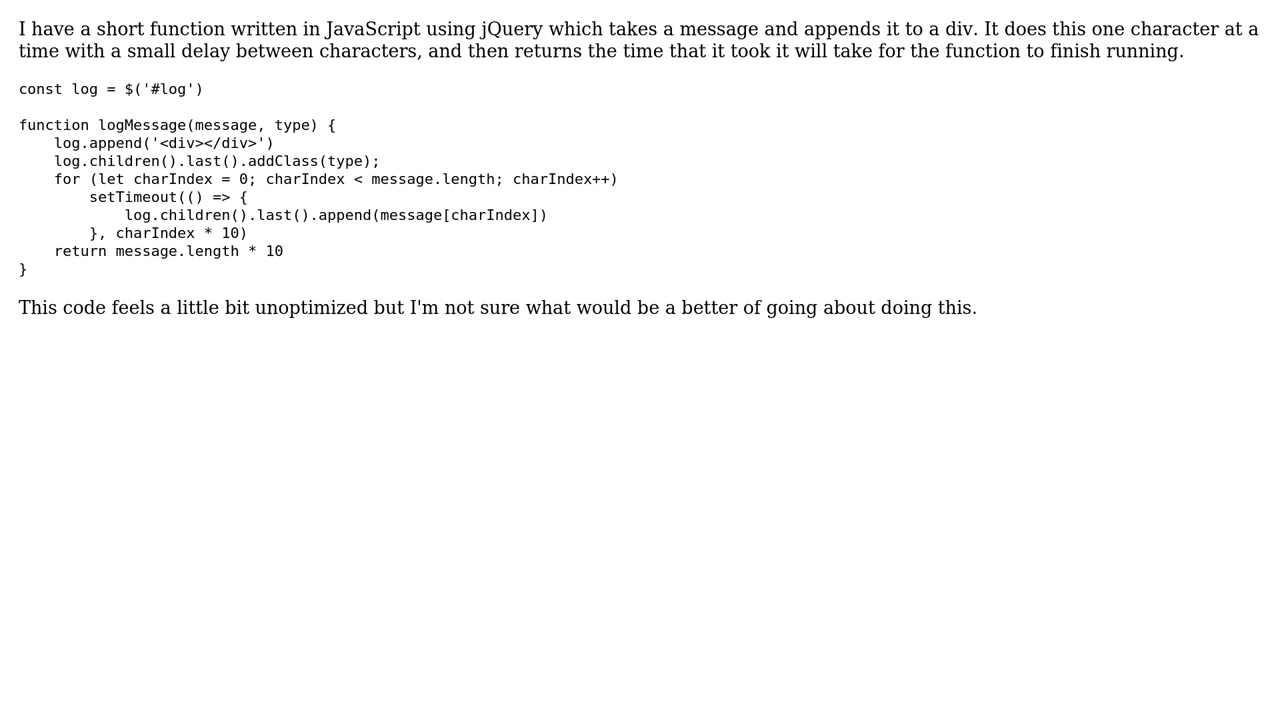 I have a short function written in JavaScript using jQuery which takes a message and appends it to a div. It does this one character at a
time with a small delay between characters, and then returns the time that it took it will take for the function to finish running.
const log = $('#log')
function logMessage(message, type) {
    log.append('<div></div>')
    log.children().last().addClass(type);
    for (let charIndex = 0; charIndex < message.length; charIndex++)
        setTimeout(() => {
            log.children().last().append(message[charIndex])
        }, charIndex * 10)
    return message.length * 10
}
This code feels a little bit unoptimized but I'm not sure what would be a better of going about doing this.